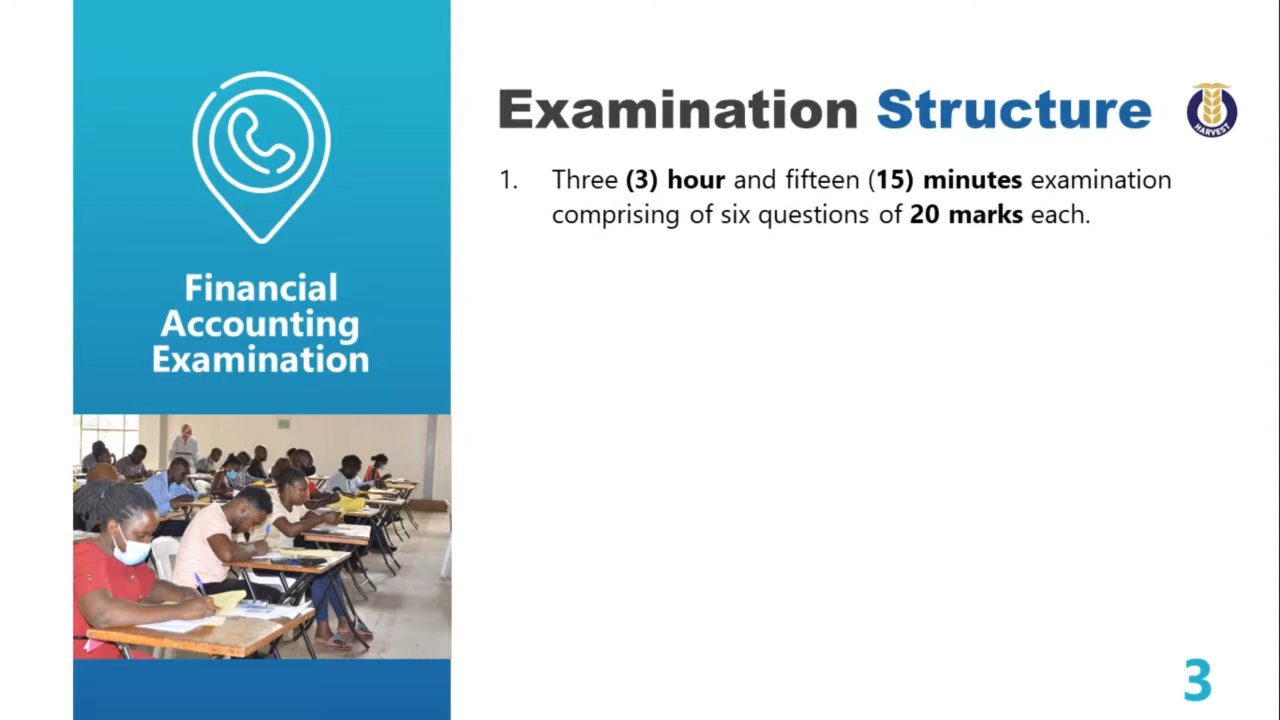 Financial
Accounting
Examination
Examination Structure
HARVEST
1. Three (3) hour and fifteen (15) minutes examination
comprising of six questions of 20 marks each.
3